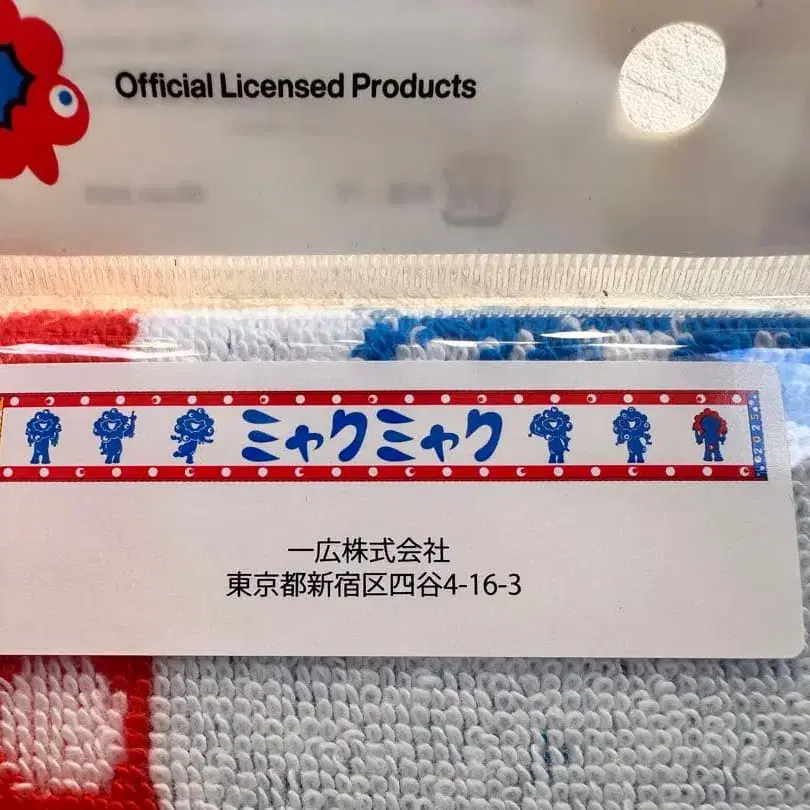 Official Licensed Products
ミャクミャク
2025
一広株式会社
東京都新宿区四谷4-16-3